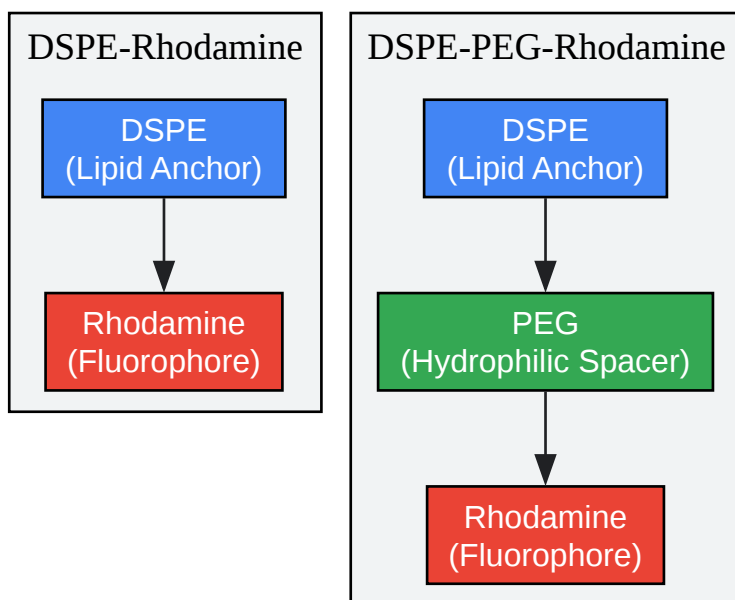 DSPE-Rhodamine
DSPE
(Lipid Anchor)
Rhodamine
(Fluorophore)
DSPE-PEG-Rhodamine
DSPE
(Lipid Anchor)
PEG
(Hydrophilic Spacer)
Rhodamine
(Fluorophore)